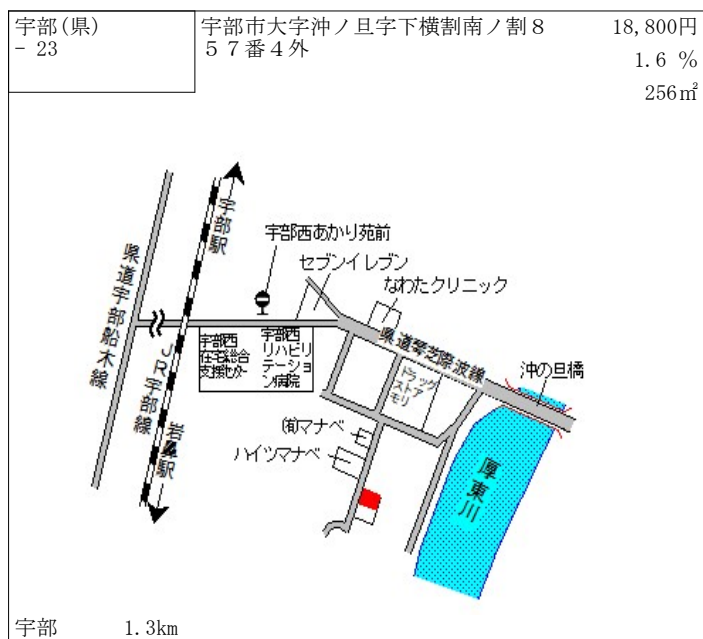 宇部(県)
- 23
宇部市大字沖ノ旦字下横割南ノ割8
57番4外
18,800円
1.6 %
256㎡
宇部駅
宇部西あかり苑前
セブンイレブン
なわたクリニック
県道宇部船木線
県道琴芝際波線
沖の旦橋
宇部西
在宅総合
支援センター
宇部西
リハビリ
テーショ
ン病院
ドラッグ
ストア
モリ
JR宇部線
岩鼻駅
(有)マナベ
ハイツマナベ
厚東川
宇部 1.3km